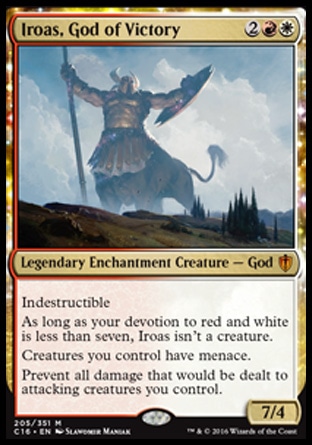 Iroas, God of Victory 2
Legendary Enchantment Creature — God
Indestructible
As long as your devotion to red and white
is less than seven, Iroas isn't a creature.
Creatures you control have menace.
Prevent all damage that would be dealt to
attacking creatures you control.
7/4
205/351 M
C16 • EN Slawomir Maniak
™ & © 2016 Wizards of the Coast